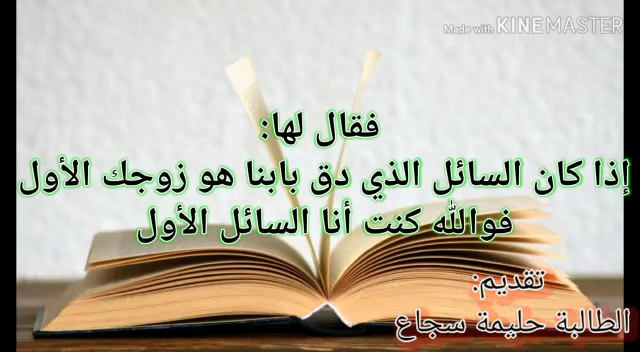 Made with KINEMASTER
فقال لها:
إذا كان السائل الذي دق بابنا هو زوجك الأول
فوالله كنت أنا السائل الأول
تقديم:
الطالبة حليمة سجاع